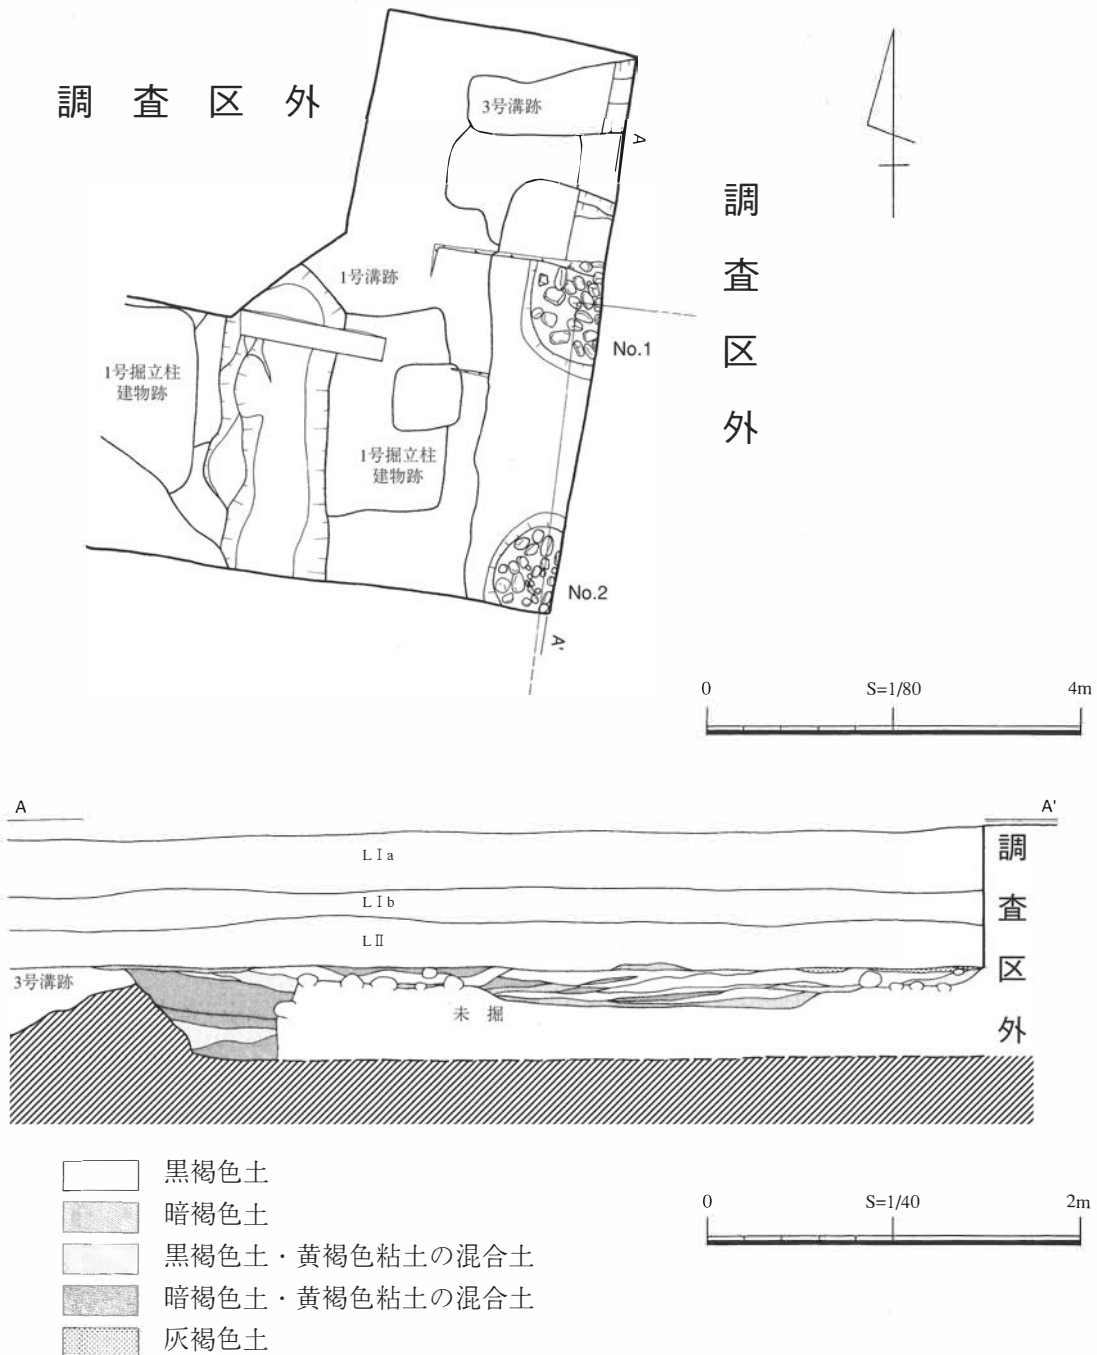 調査区外
3号溝跡
A
調査区外
1号溝跡
No.1
1号掘立柱
建物跡
1号掘立柱
建物跡
No.2
A'
0 S=1/80 4m
A A'
LⅠa
LⅠb
LⅡ
調査区外
3号溝跡
未掘
黒褐色土
暗褐色土
黒褐色土・黄褐色粘土の混合土
暗褐色土・黄褐色粘土の混合土
灰褐色土
0 S=1/40 2m